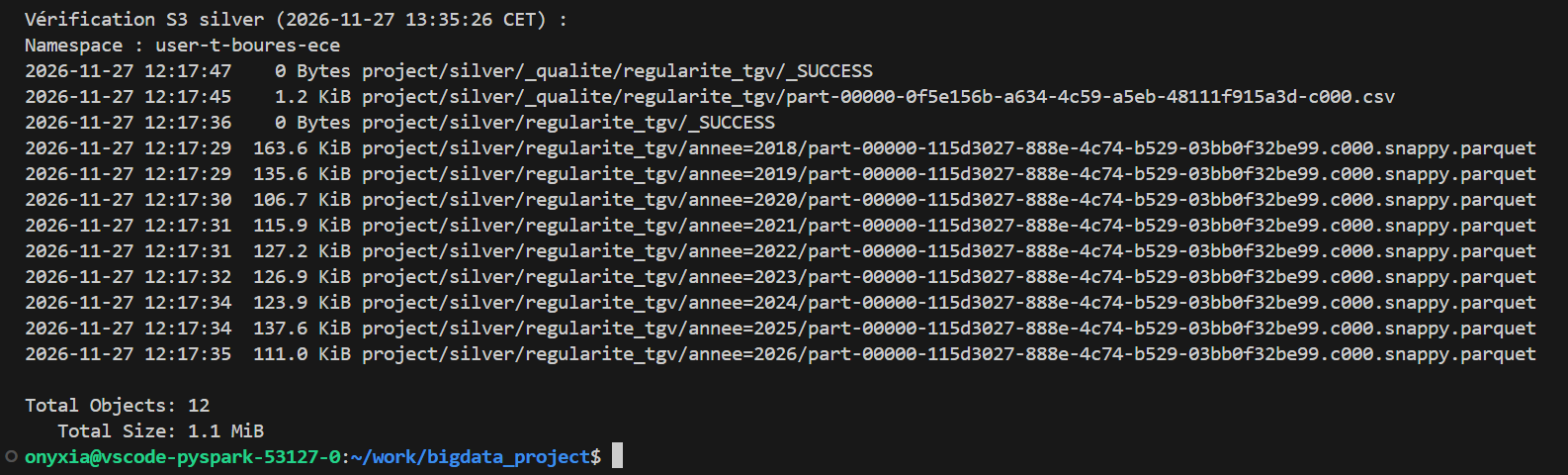 Vérification S3 silver (2026-11-27 13:35:26 CET) :
Namespace : user-t-boures-ece
2026-11-27 12:17:47    0 Bytes project/silver/_qualite/regularite_tgv/_SUCCESS
2026-11-27 12:17:45    1.2 KiB project/silver/_qualite/regularite_tgv/part-00000-0f5e156b-a634-4c59-a5eb-48111f915a3d-c000.csv
2026-11-27 12:17:36    0 Bytes project/silver/regularite_tgv/_SUCCESS
2026-11-27 12:17:29  163.6 KiB project/silver/regularite_tgv/annee=2018/part-00000-115d3027-888e-4c74-b529-03bb0f32be99.c000.snappy.parquet
2026-11-27 12:17:29  135.6 KiB project/silver/regularite_tgv/annee=2019/part-00000-115d3027-888e-4c74-b529-03bb0f32be99.c000.snappy.parquet
2026-11-27 12:17:30  106.7 KiB project/silver/regularite_tgv/annee=2020/part-00000-115d3027-888e-4c74-b529-03bb0f32be99.c000.snappy.parquet
2026-11-27 12:17:31  115.9 KiB project/silver/regularite_tgv/annee=2021/part-00000-115d3027-888e-4c74-b529-03bb0f32be99.c000.snappy.parquet
2026-11-27 12:17:31  127.2 KiB project/silver/regularite_tgv/annee=2022/part-00000-115d3027-888e-4c74-b529-03bb0f32be99.c000.snappy.parquet
2026-11-27 12:17:32  126.9 KiB project/silver/regularite_tgv/annee=2023/part-00000-115d3027-888e-4c74-b529-03bb0f32be99.c000.snappy.parquet
2026-11-27 12:17:34  123.9 KiB project/silver/regularite_tgv/annee=2024/part-00000-115d3027-888e-4c74-b529-03bb0f32be99.c000.snappy.parquet
2026-11-27 12:17:34  137.6 KiB project/silver/regularite_tgv/annee=2025/part-00000-115d3027-888e-4c74-b529-03bb0f32be99.c000.snappy.parquet
2026-11-27 12:17:35  111.0 KiB project/silver/regularite_tgv/annee=2026/part-00000-115d3027-888e-4c74-b529-03bb0f32be99.c000.snappy.parquet
Total Objects: 12
Total Size: 1.1 MiB
onyxia@vscode-pyspark-53127-0:~/work/bigdata_project$